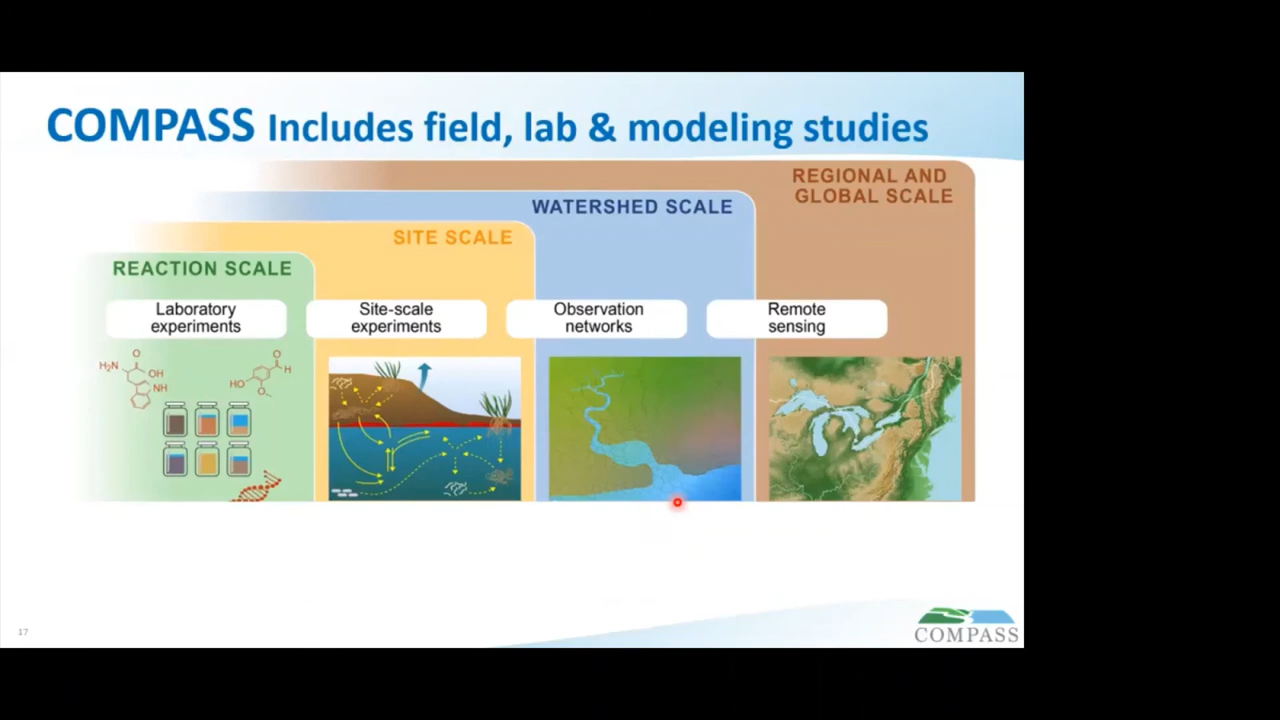 COMPASS Includes field, lab & modeling studies
REGIONAL AND
GLOBAL SCALE
WATERSHED SCALE
SITE SCALE
REACTION SCALE
Laboratory
experiments
Site-scale
experiments
Observation
networks
Remote
sensing
H₂N
O
OH
NH
O
H
HO
O
17
COMPASS